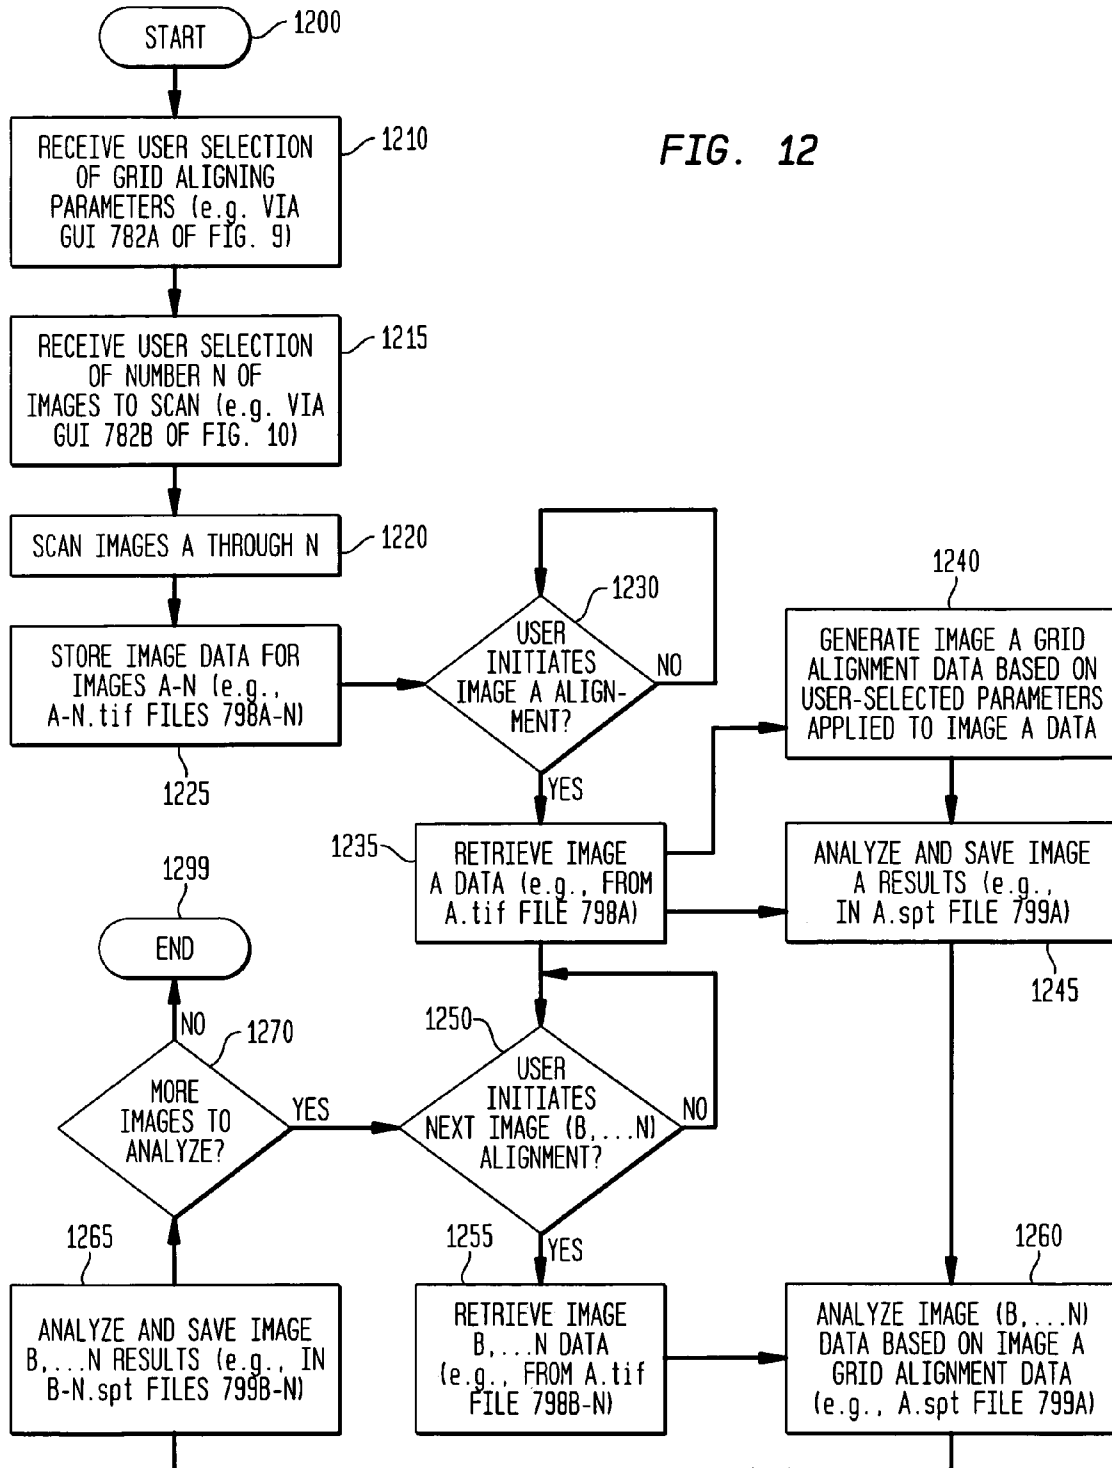 START
1200
RECEIVE USER SELECTION
OF GRID ALIGNING
PARAMETERS (e.g. VIA
GUI 782A OF FIG. 9)
1210
FIG. 12
RECEIVE USER SELECTION
OF NUMBER N OF
IMAGES TO SCAN (e.g. VIA
GUI 782B OF FIG. 10)
1215
SCAN IMAGES A THROUGH N
1220
STORE IMAGE DATA FOR
IMAGES A-N (e.g.,
A-N.tif FILES 798A-N)
1225
USER
INITIATES
IMAGE A ALIGN-
MENT?
1230
NO
YES
1235
RETRIEVE IMAGE
A DATA (e.g., FROM
A.tif FILE 798A)
1240
GENERATE IMAGE A GRID
ALIGNMENT DATA BASED ON
USER-SELECTED PARAMETERS
APPLIED TO IMAGE A DATA
ANALYZE AND SAVE IMAGE
A RESULTS (e.g.,
IN A.spt FILE 799A)
1245
1299
END
NO
1270
MORE
IMAGES TO
ANALYZE?
YES
1250
USER
INITIATES
NEXT IMAGE (B,...N)
ALIGNMENT?
NO
YES
1255
RETRIEVE IMAGE
B,...N DATA
(e.g., FROM A.tif
FILE 798B-N)
1260
ANALYZE IMAGE (B,...N)
DATA BASED ON IMAGE A
GRID ALIGNMENT DATA
(e.g., A.spt FILE 799A)
1265
ANALYZE AND SAVE IMAGE
B,...N RESULTS (e.g., IN
B-N.spt FILES 799B-N)